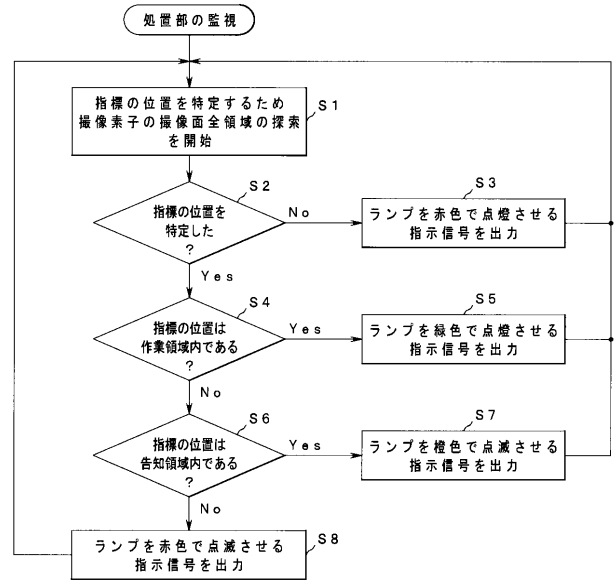 処置部の監視
指標の位置を特定するため
撮像素子の撮像面全領域の探索
を開始
S1
指標の位置を
特定した
?
S2
No
Yes
ランプを赤色で点燈させる
指示信号を出力
S3
指標の位置は
作業領域内である
?
S4
Yes
No
ランプを緑色で点燈させる
指示信号を出力
S5
指標の位置は
告知領域内である
?
S6
Yes
No
ランプを橙色で点滅させる
指示信号を出力
S7
ランプを赤色で点滅させる
指示信号を出力
S8